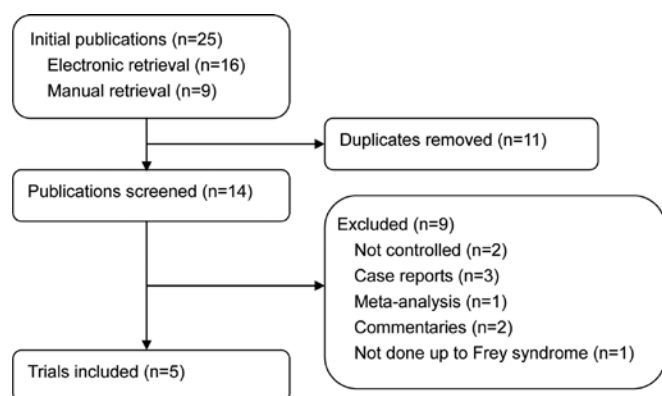 Initial publications (n=25)
Electronic retrieval (n=16)
Manual retrieval (n=9)
Duplicates removed (n=11)
Publications screened (n=14)
Excluded (n=9)
Not controlled (n=2)
Case reports (n=3)
Meta-analysis (n=1)
Commentaries (n=2)
Not done up to Frey syndrome (n=1)
Trials included (n=5)